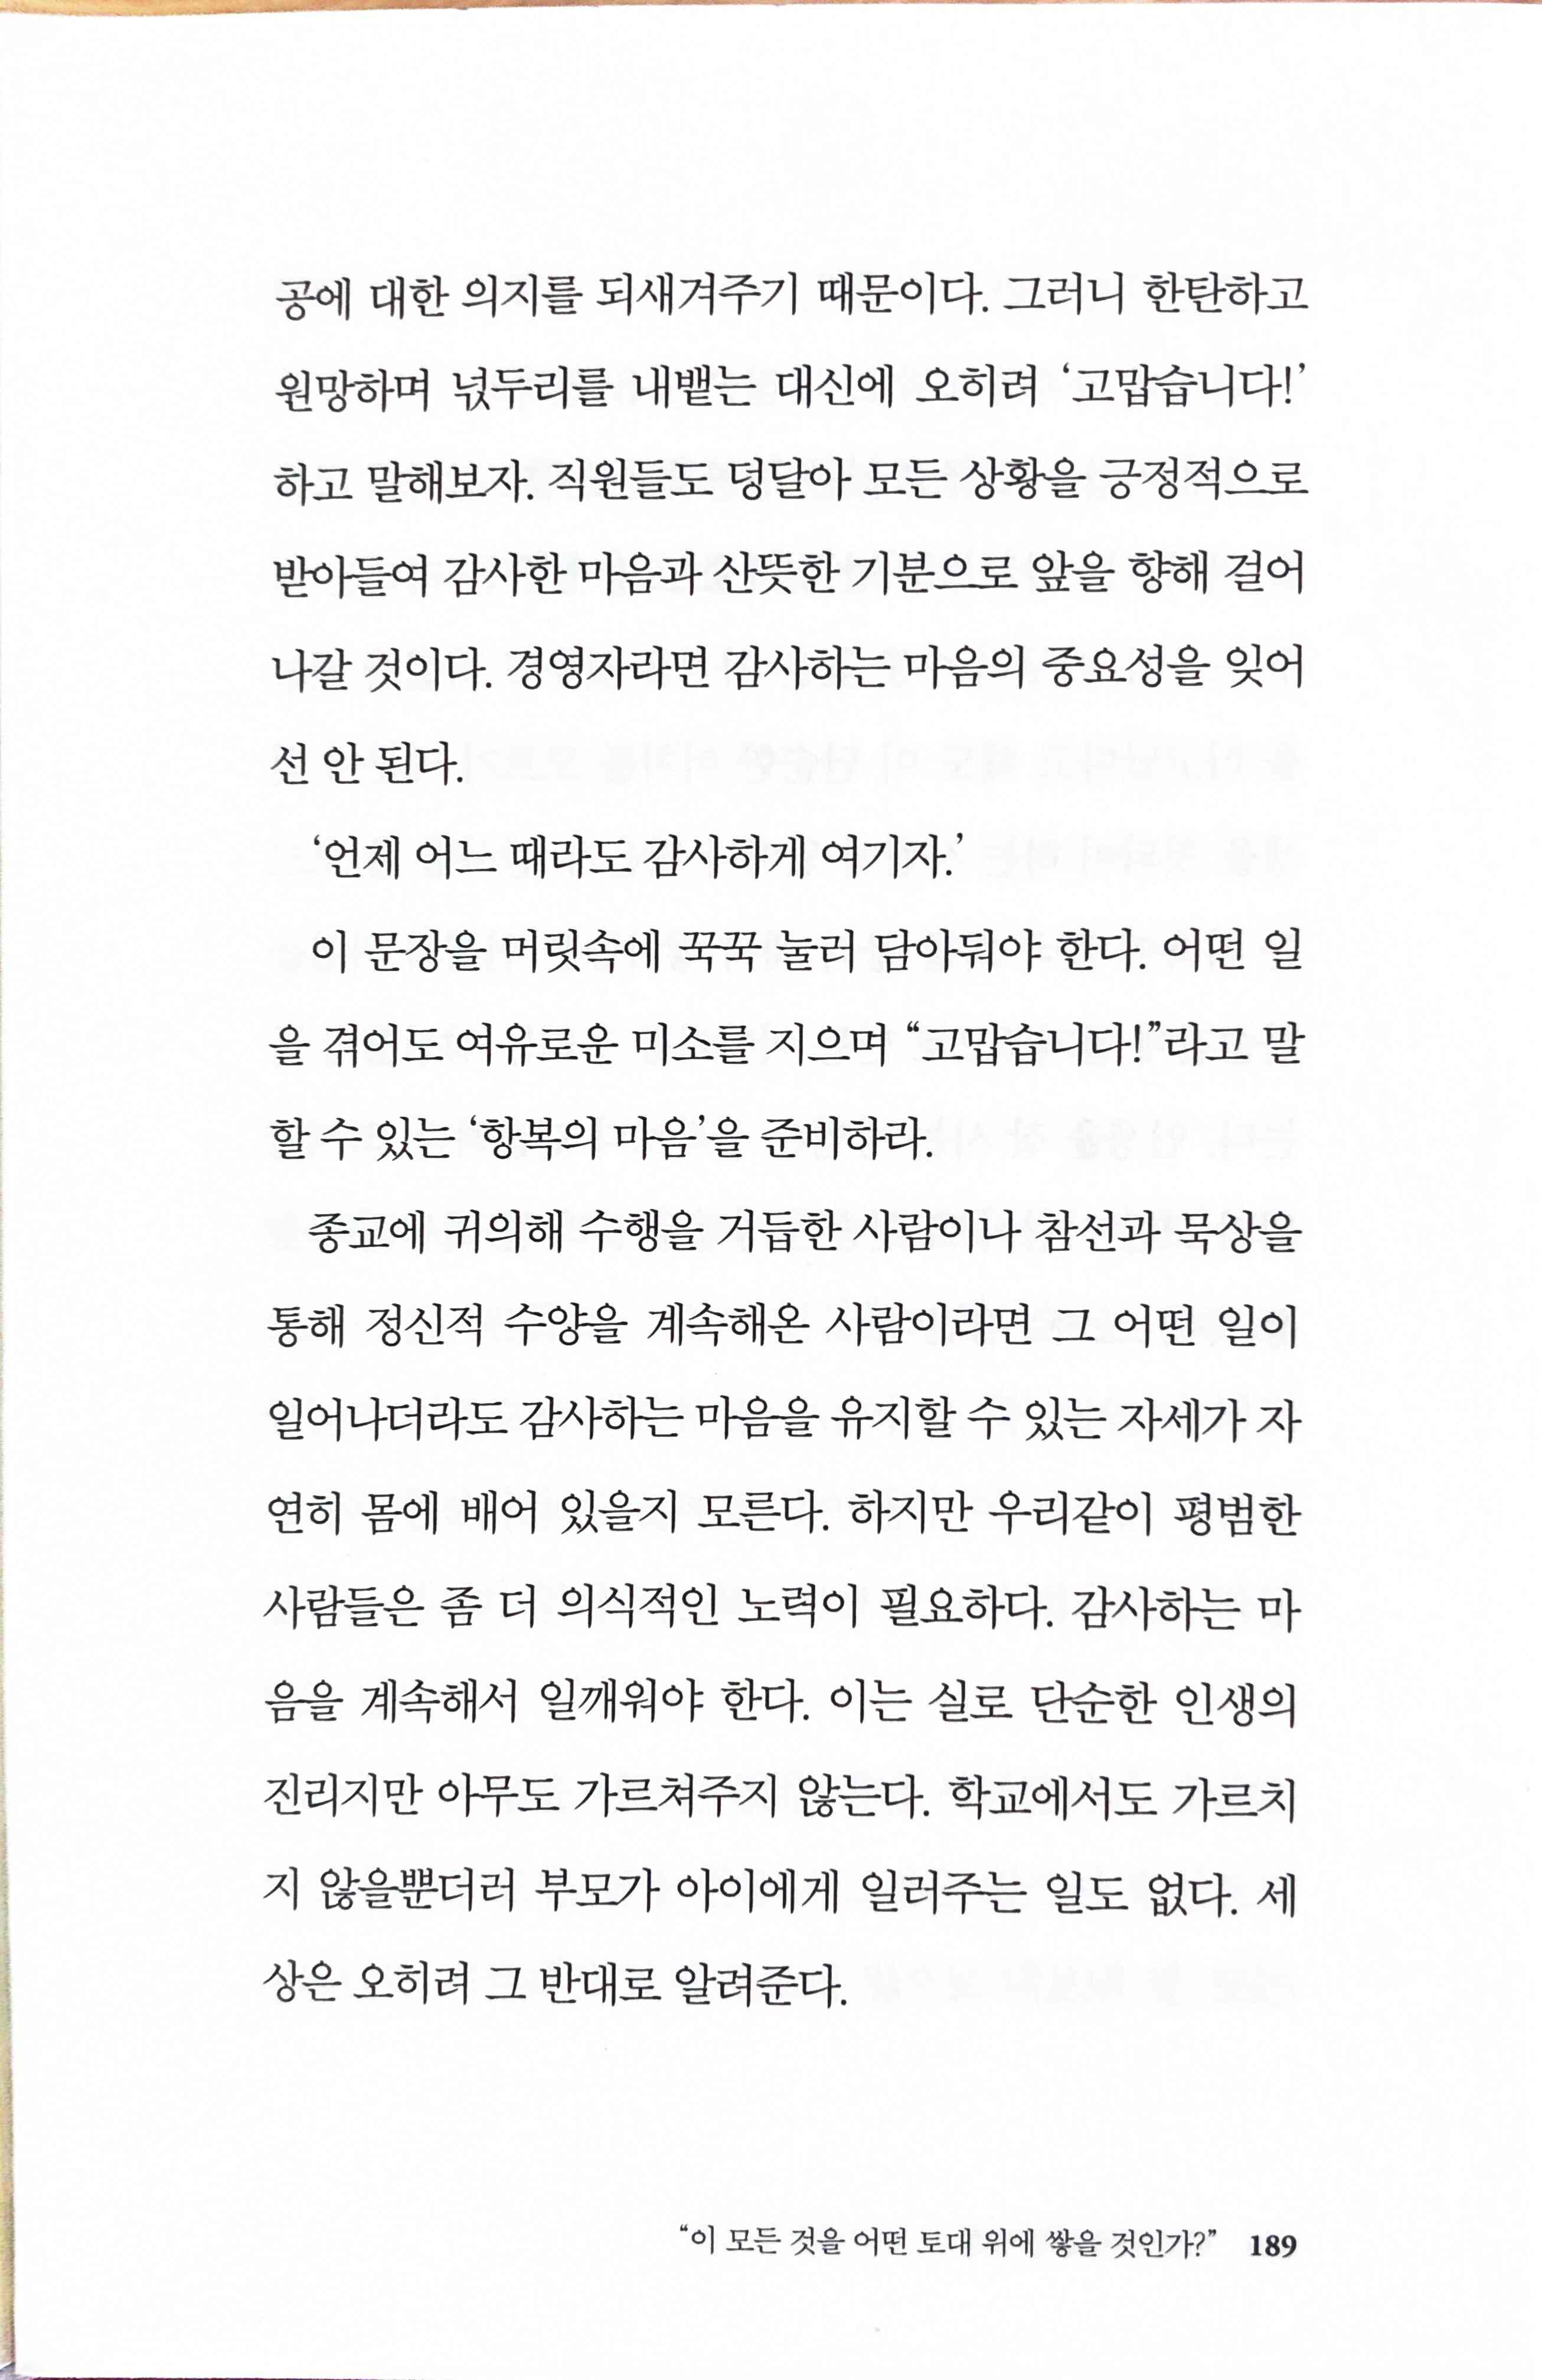 공에 대한 의지를 되새겨주기 때문이다. 그러니 한탄하고
원망하며 넋두리를 내뱉는 대신에 오히려 ‘고맙습니다!’
하고 말해보자. 직원들도 덩달아 모든 상황을 긍정적으로
받아들여 감사한 마음과 산뜻한 기분으로 앞을 향해 걸어
나갈 것이다. 경영자라면 감사하는 마음의 중요성을 잊어
선 안 된다.
‘언제 어느 때라도 감사하게 여기자.’
이 문장을 머릿속에 꾹꾹 눌러 담아둬야 한다. 어떤 일
을 겪어도 여유로운 미소를 지으며 “고맙습니다!”라고 말
할 수 있는 ‘항복의 마음’을 준비하라.
종교에 귀의해 수행을 거듭한 사람이나 참선과 묵상을
통해 정신적 수양을 계속해온 사람이라면 그 어떤 일이
일어나더라도 감사하는 마음을 유지할 수 있는 자세가 자
연히 몸에 배어 있을지 모른다. 하지만 우리같이 평범한
사람들은 좀 더 의식적인 노력이 필요하다. 감사하는 마
음을 계속해서 일깨워야 한다. 이는 실로 단순한 인생의
진리지만 아무도 가르쳐주지 않는다. 학교에서도 가르치
지 않을뿐더러 부모가 아이에게 일러주는 일도 없다. 세
상은 오히려 그 반대로 알려준다.
“이 모든 것을 어떤 토대 위에 쌓을 것인가?” 189